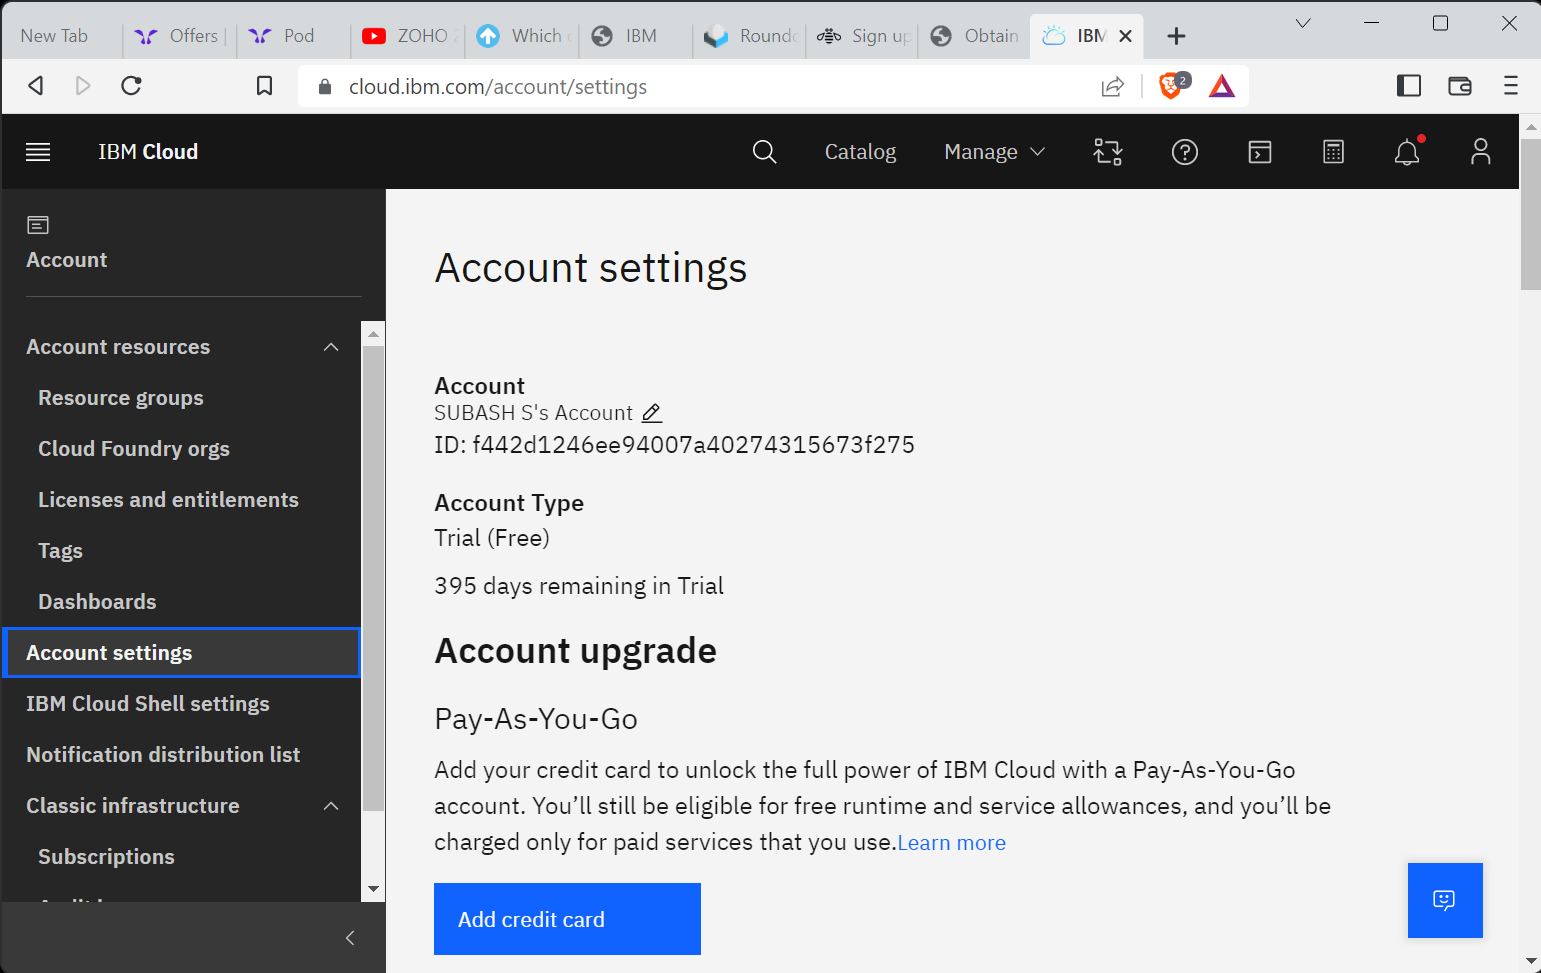 New Tab
Offers |
Pod
ZOHO
Which
IBM
Roundc
Sign up
Obtain
IBM
cloud.ibm.com/account/settings
2
IBM Cloud
Catalog
Manage
Account
Account resources
Resource groups
Cloud Foundry orgs
Licenses and entitlements
Tags
Dashboards
Account settings
IBM Cloud Shell settings
Notification distribution list
Classic infrastructure
Subscriptions
Account settings
Account
SUBASH S's Account
ID: f442d1246ee94007a40274315673f275
Account Type
Trial (Free)
395 days remaining in Trial
Account upgrade
Pay-As-You-Go
Add your credit card to unlock the full power of IBM Cloud with a Pay-As-You-Go
account. You’ll still be eligible for free runtime and service allowances, and you’ll be
charged only for paid services that you use.Learn more
Add credit card